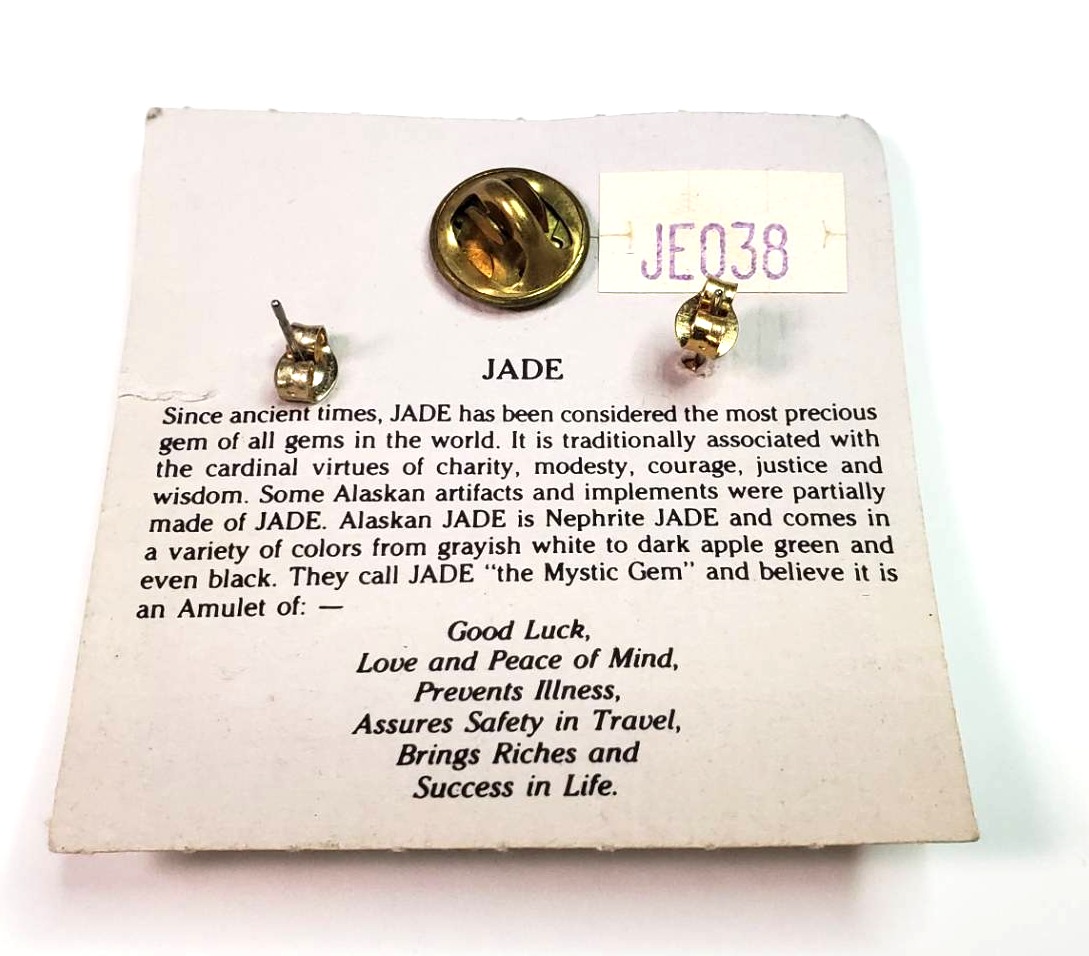 JE038
JADE
Since ancient times, JADE has been considered the most precious
gem of all gems in the world. It is traditionally associated with
the cardinal virtues of charity, modesty, courage, justice and
wisdom. Some Alaskan artifacts and implements were partially
made of JADE. Alaskan JADE is Nephrite JADE and comes in
a variety of colors from grayish white to dark apple green and
even black. They call JADE "the Mystic Gem" and believe it is
an Amulet of: —
Good Luck,
Love and Peace of Mind,
Prevents Illness,
Assures Safety in Travel,
Brings Riches and
Success in Life.